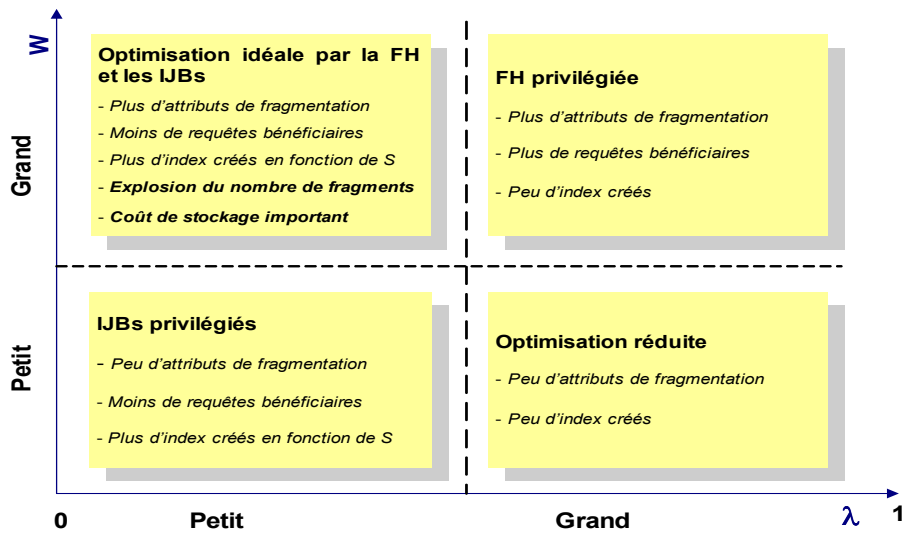 W
Grand
Optimisation idéale par la FH
et les IJBs
- Plus d'attributs de fragmentation
- Moins de requêtes bénéficiaires
- Plus d'index créés en fonction de S
- Explosion du nombre de fragments
- Coût de stockage important
FH privilégiée
- Plus d'attributs de fragmentation
- Plus de requêtes bénéficiaires
- Peu d'index créés
Petit
IJBs privilégiés
- Peu d'attributs de fragmentation
- Moins de requêtes bénéficiaires
- Plus d'index créés en fonction de S
Optimisation réduite
- Peu d'attributs de fragmentation
- Peu d'index créés
0 Petit Grand λ 1